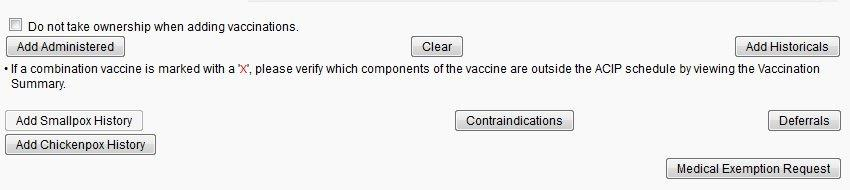 Do not take ownership when adding vaccinations.
Add Administered Clear Add Historicals
• If a combination vaccine is marked with a 'X', please verify which components of the vaccine are outside the ACIP schedule by viewing the Vaccination
Summary.
Add Smallpox History Contraindications Deferrals
Add Chickenpox History
Medical Exemption Request